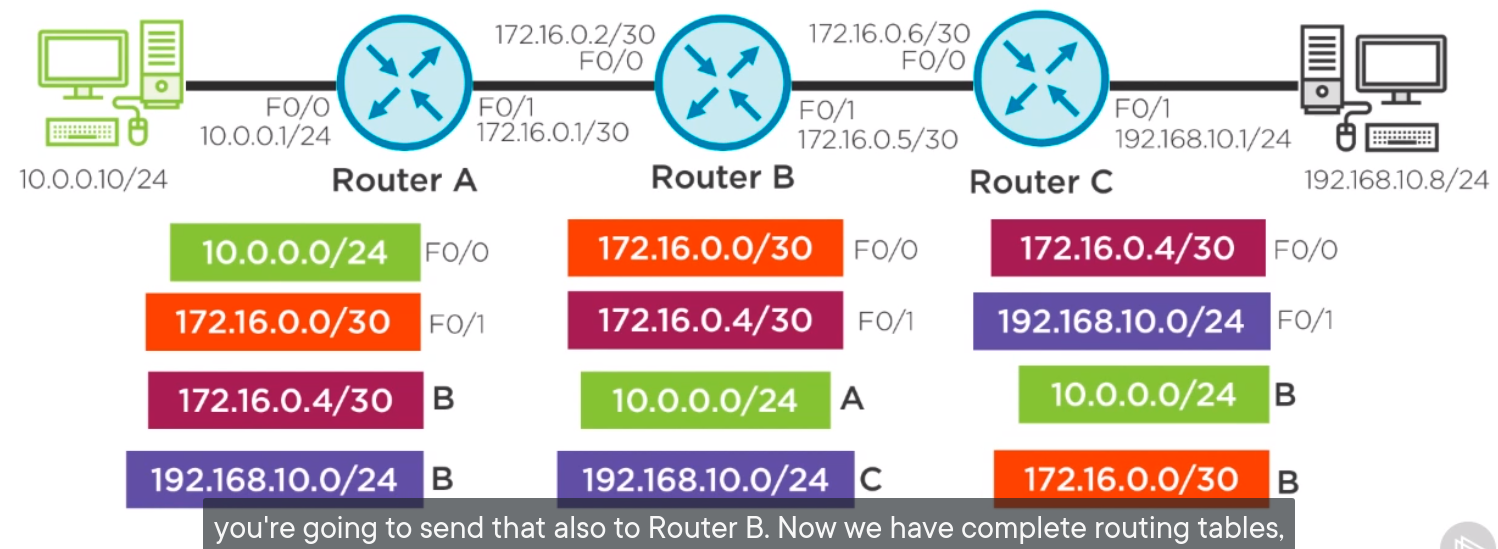 172.16.0.2/30
F0/0
172.16.0.6/30
F0/0
F0/0
10.0.0.1/24
F0/1
172.16.0.1/30
F0/1
172.16.0.5/30
F0/1
192.168.10.1/24
10.0.0.10/24
Router A
Router B
Router C
192.168.10.8/24
10.0.0.0/24 F0/0
172.16.0.0/30 F0/1
172.16.0.4/30 B
192.168.10.0/24 B
172.16.0.0/30 F0/0
172.16.0.4/30 F0/1
10.0.0.0/24 A
192.168.10.0/24 C
172.16.0.4/30 F0/0
192.168.10.0/24 F0/1
10.0.0.0/24 B
172.16.0.0/30 B
you're going to send that also to Router B. Now we have complete routing tables,